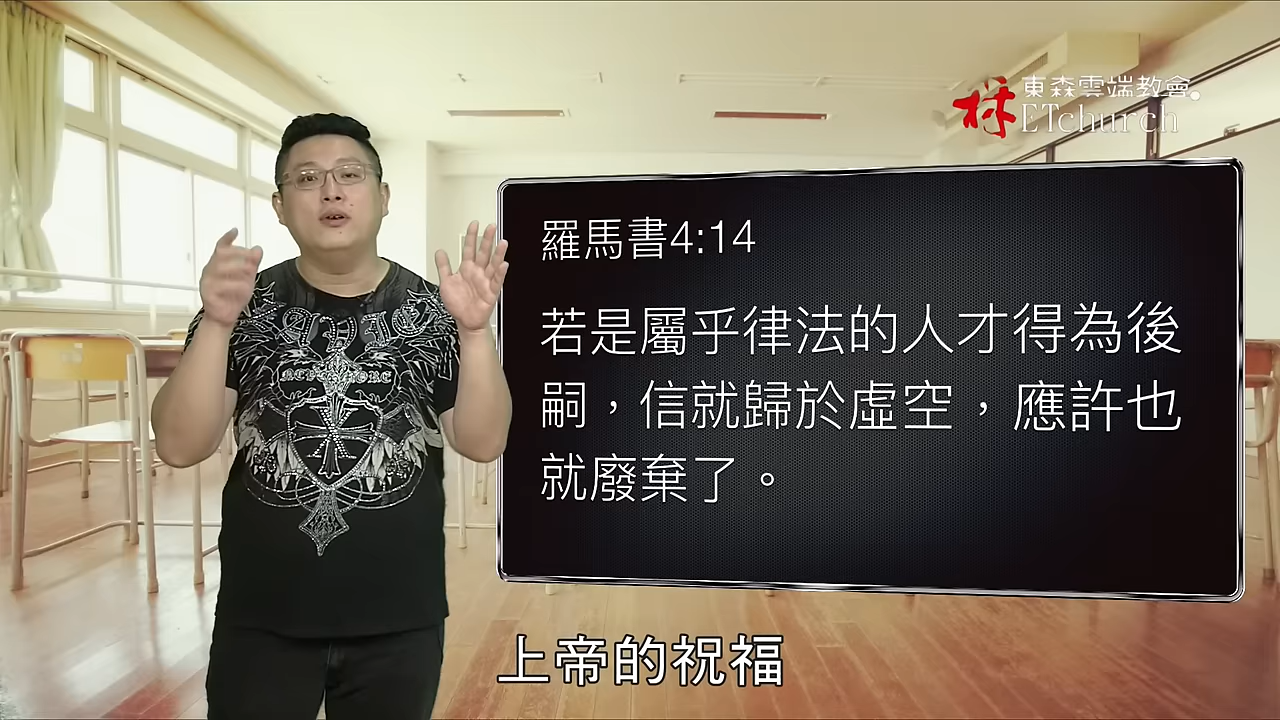 東森雲端教會
ETchurch
羅馬書4:14
若是屬乎律法的人才得為後
嗣，信就歸於虛空，應許也
就廢棄了。
上帝的祝福